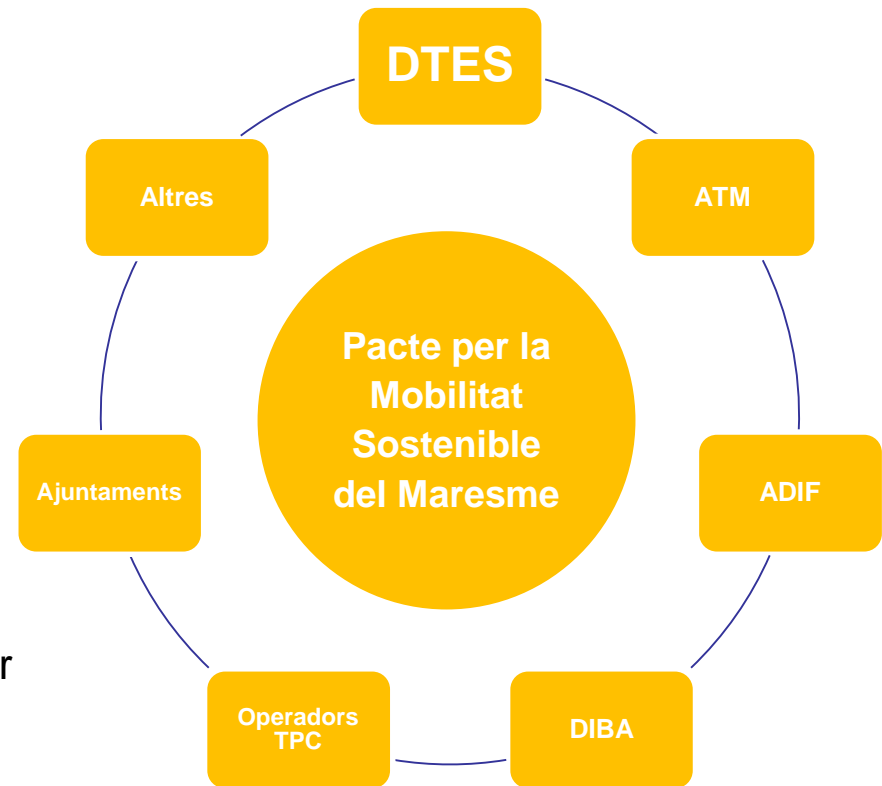 DTES
Altres
ATM
Pacte per la
Mobilitat
Sostenible
del Maresme
Ajuntaments
ADIF
r
Operadors
TPC
DIBA